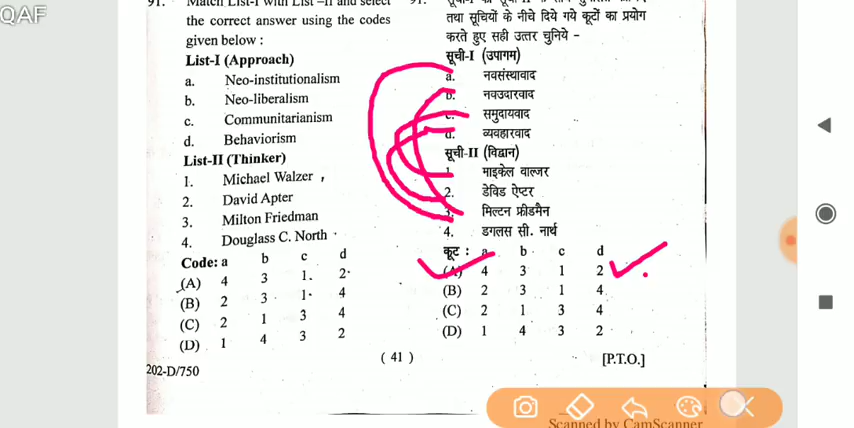 QAF
91. Match List-I with List –II and select
the correct answer using the codes
given below :
List-I (Approach)
a. Neo-institutionalism
b. Neo-liberalism
c. Communitarianism
d. Behaviorism
List-II (Thinker)
1. Michael Walzer
2. David Apter
3. Milton Friedman
4. Douglass C. North
Code: a b c d
(A) 4 3 1 2
(B) 2 3 1 4
(C) 2 1 3 4
(D) 1 4 3 2
91.
तथा सूचियों के नीचे दिये गये कूटों का प्रयोग
करते हुए सही उत्तर चुनिये –
सूची-I (उपागम)
a. नवसंस्थावाद
b. नवउदारवाद
c. समुदायवाद
d. व्यवहारवाद
सूची-II (विद्वान)
1. माइकेल वाल्जर
2. डेविड ऐप्टर
3. मिल्टन फ्रीडमैन
4. डगलस सी. नार्थ
कूट : a b c d
(A) 4 3 1 2
(B) 2 3 1 4
(C) 2 1 3 4
(D) 1 4 3 2
( 41 )
[P.T.O.]
202-D/750
Scanned by CamScanner